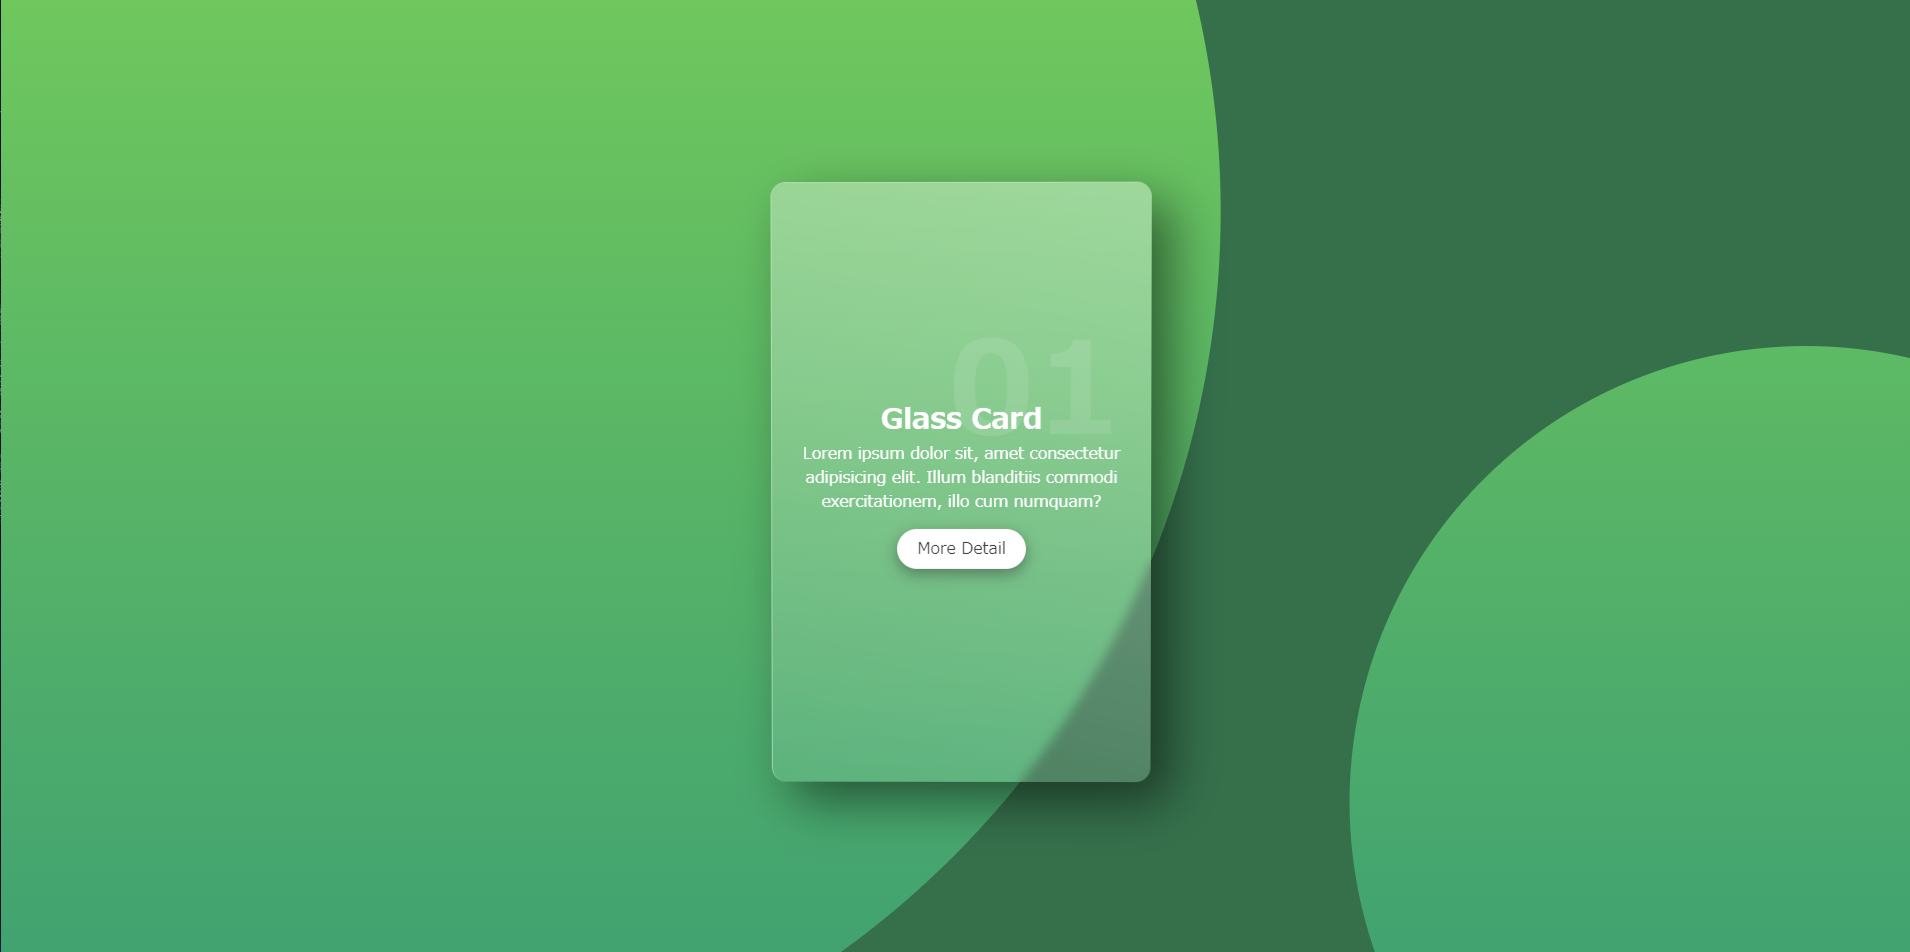 01
Glass Card
Lorem ipsum dolor sit, amet consectetur
adipisicing elit. Illum blanditiis commodi
exercitationem, illo cum numquam?
More Detail